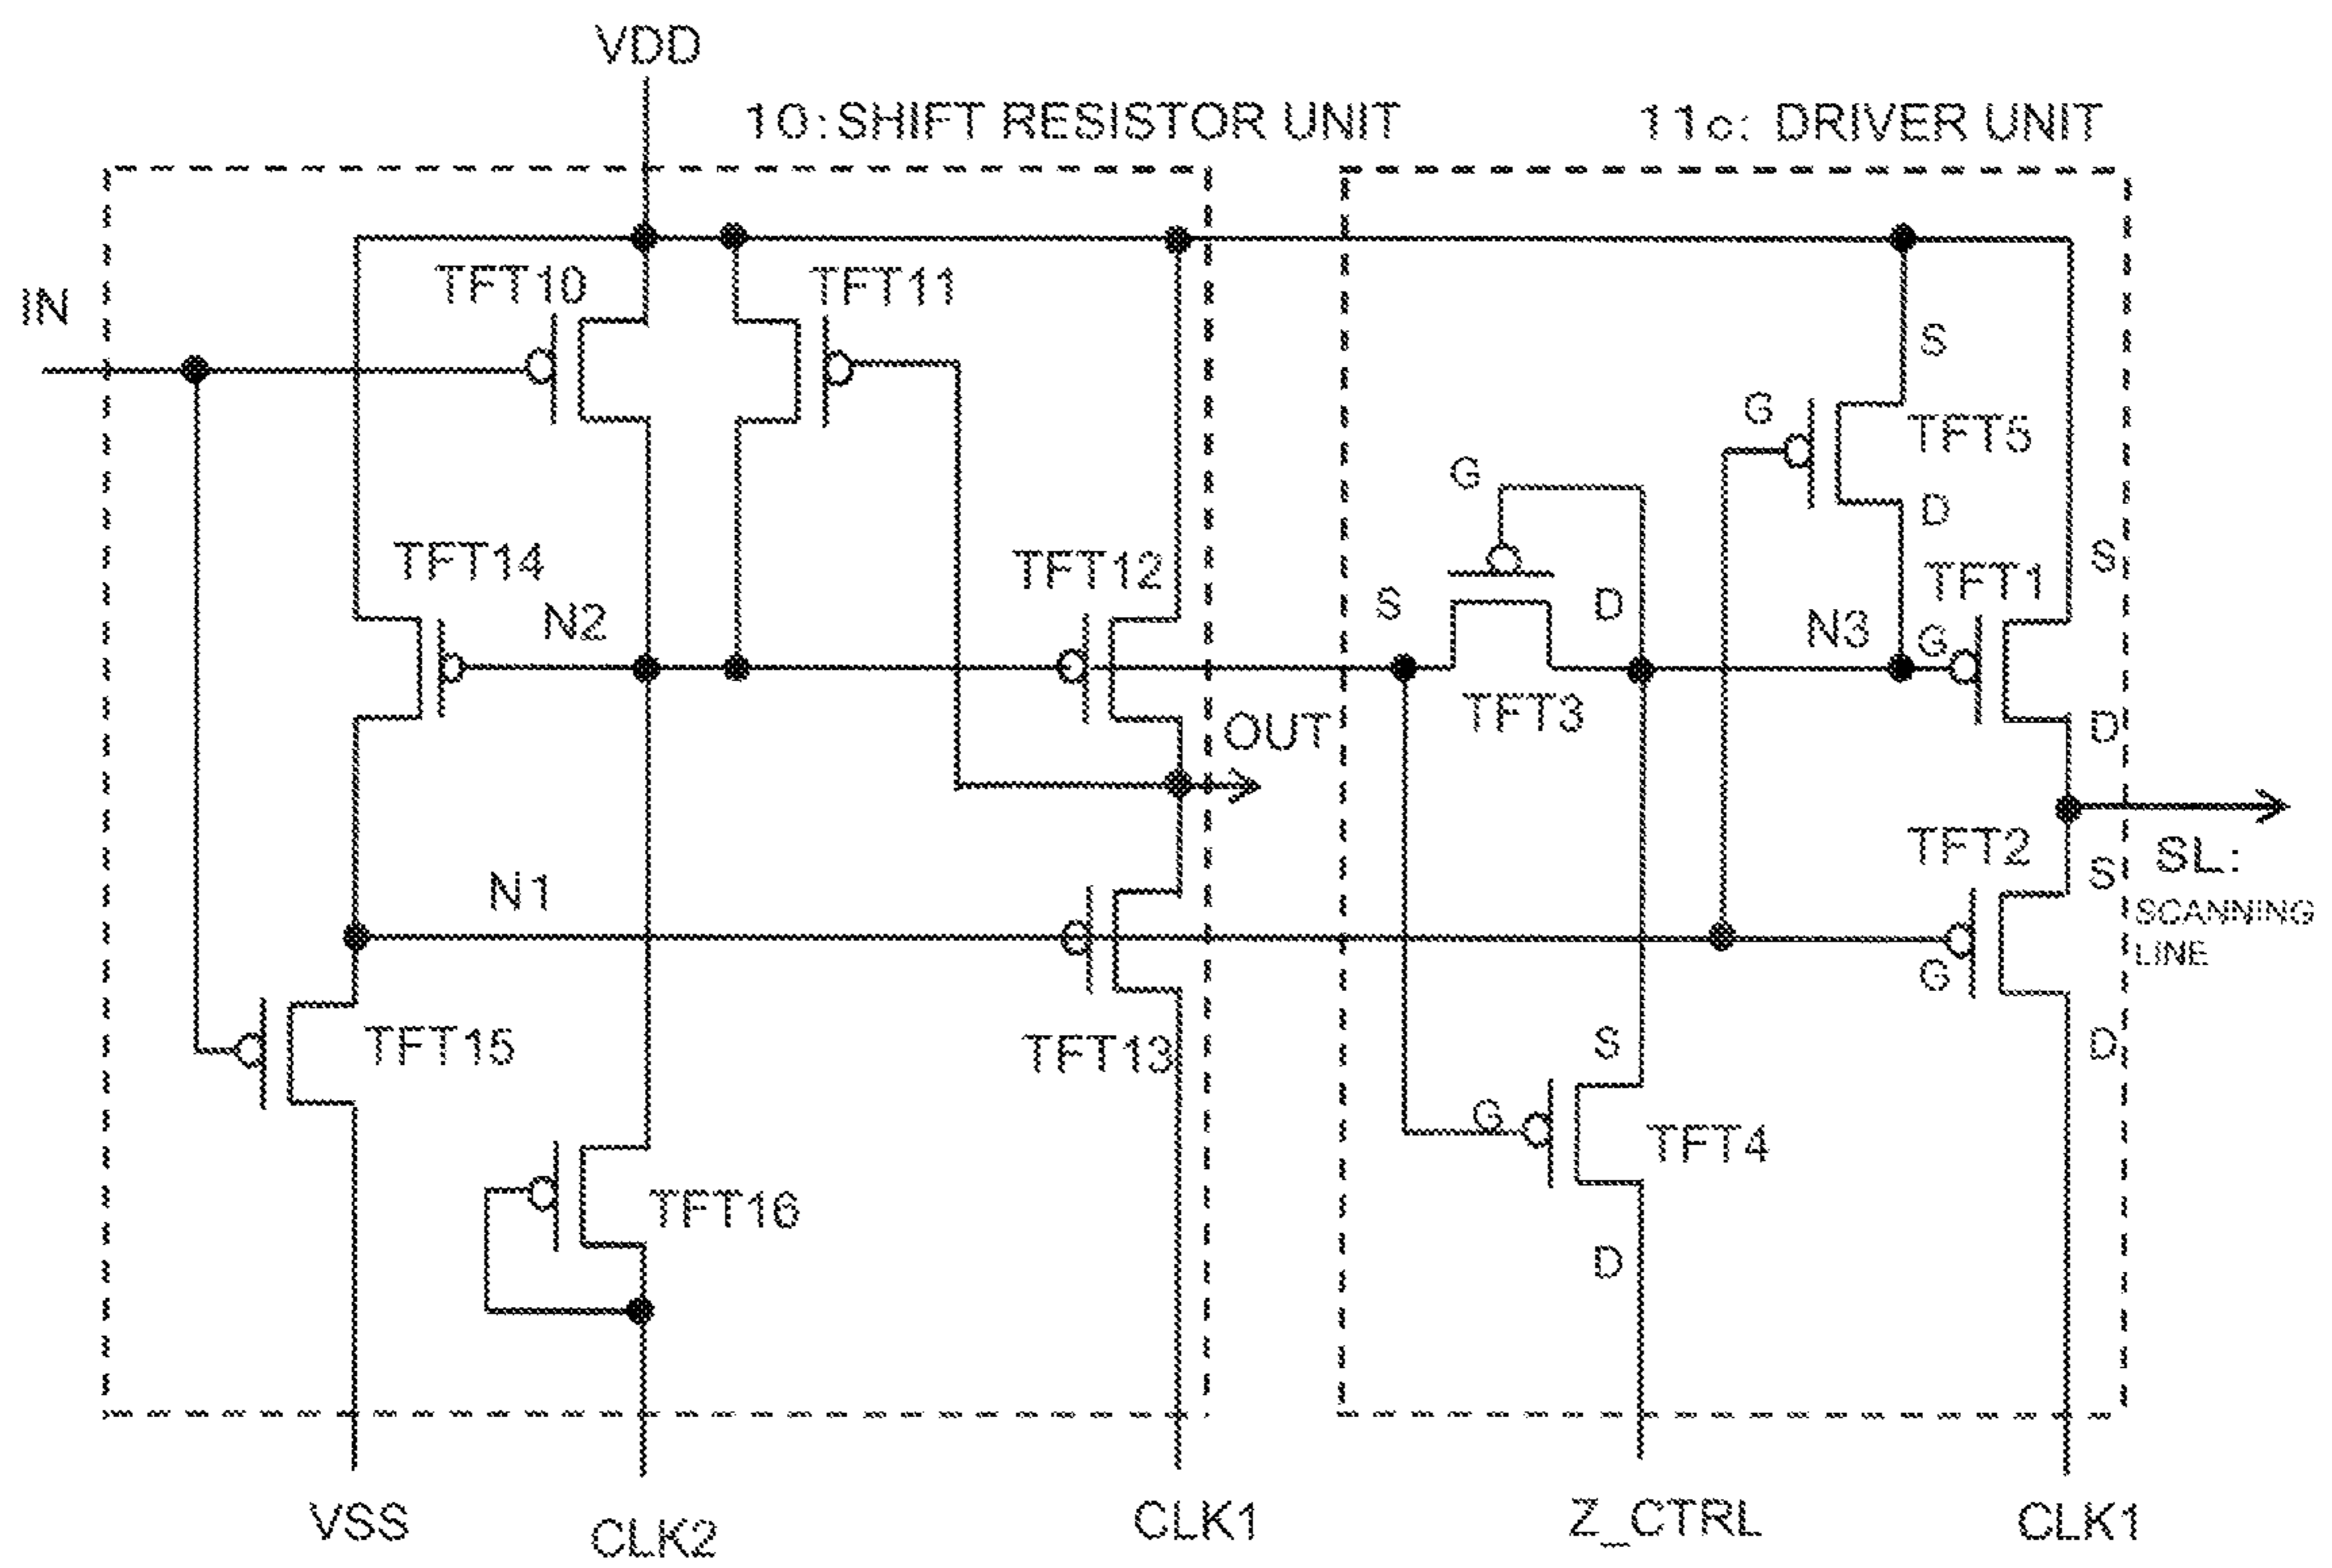 VDD
10:SHIFT RESISTOR UNIT
11c: DRIVER UNIT
IN
TFT10
TFT11
S
G
TFT5
G
D
TFT14
N2
TFT12
S
D
N3
G
TFT1
S
TFT3
OUT
D
TFT2
S
SL:
SCANNING
LINE
N1
G
TFT15
TFT13
S
D
G
TFT4
TFT16
D
VSS
CLK2
CLK1
Z_CTRL
CLK1